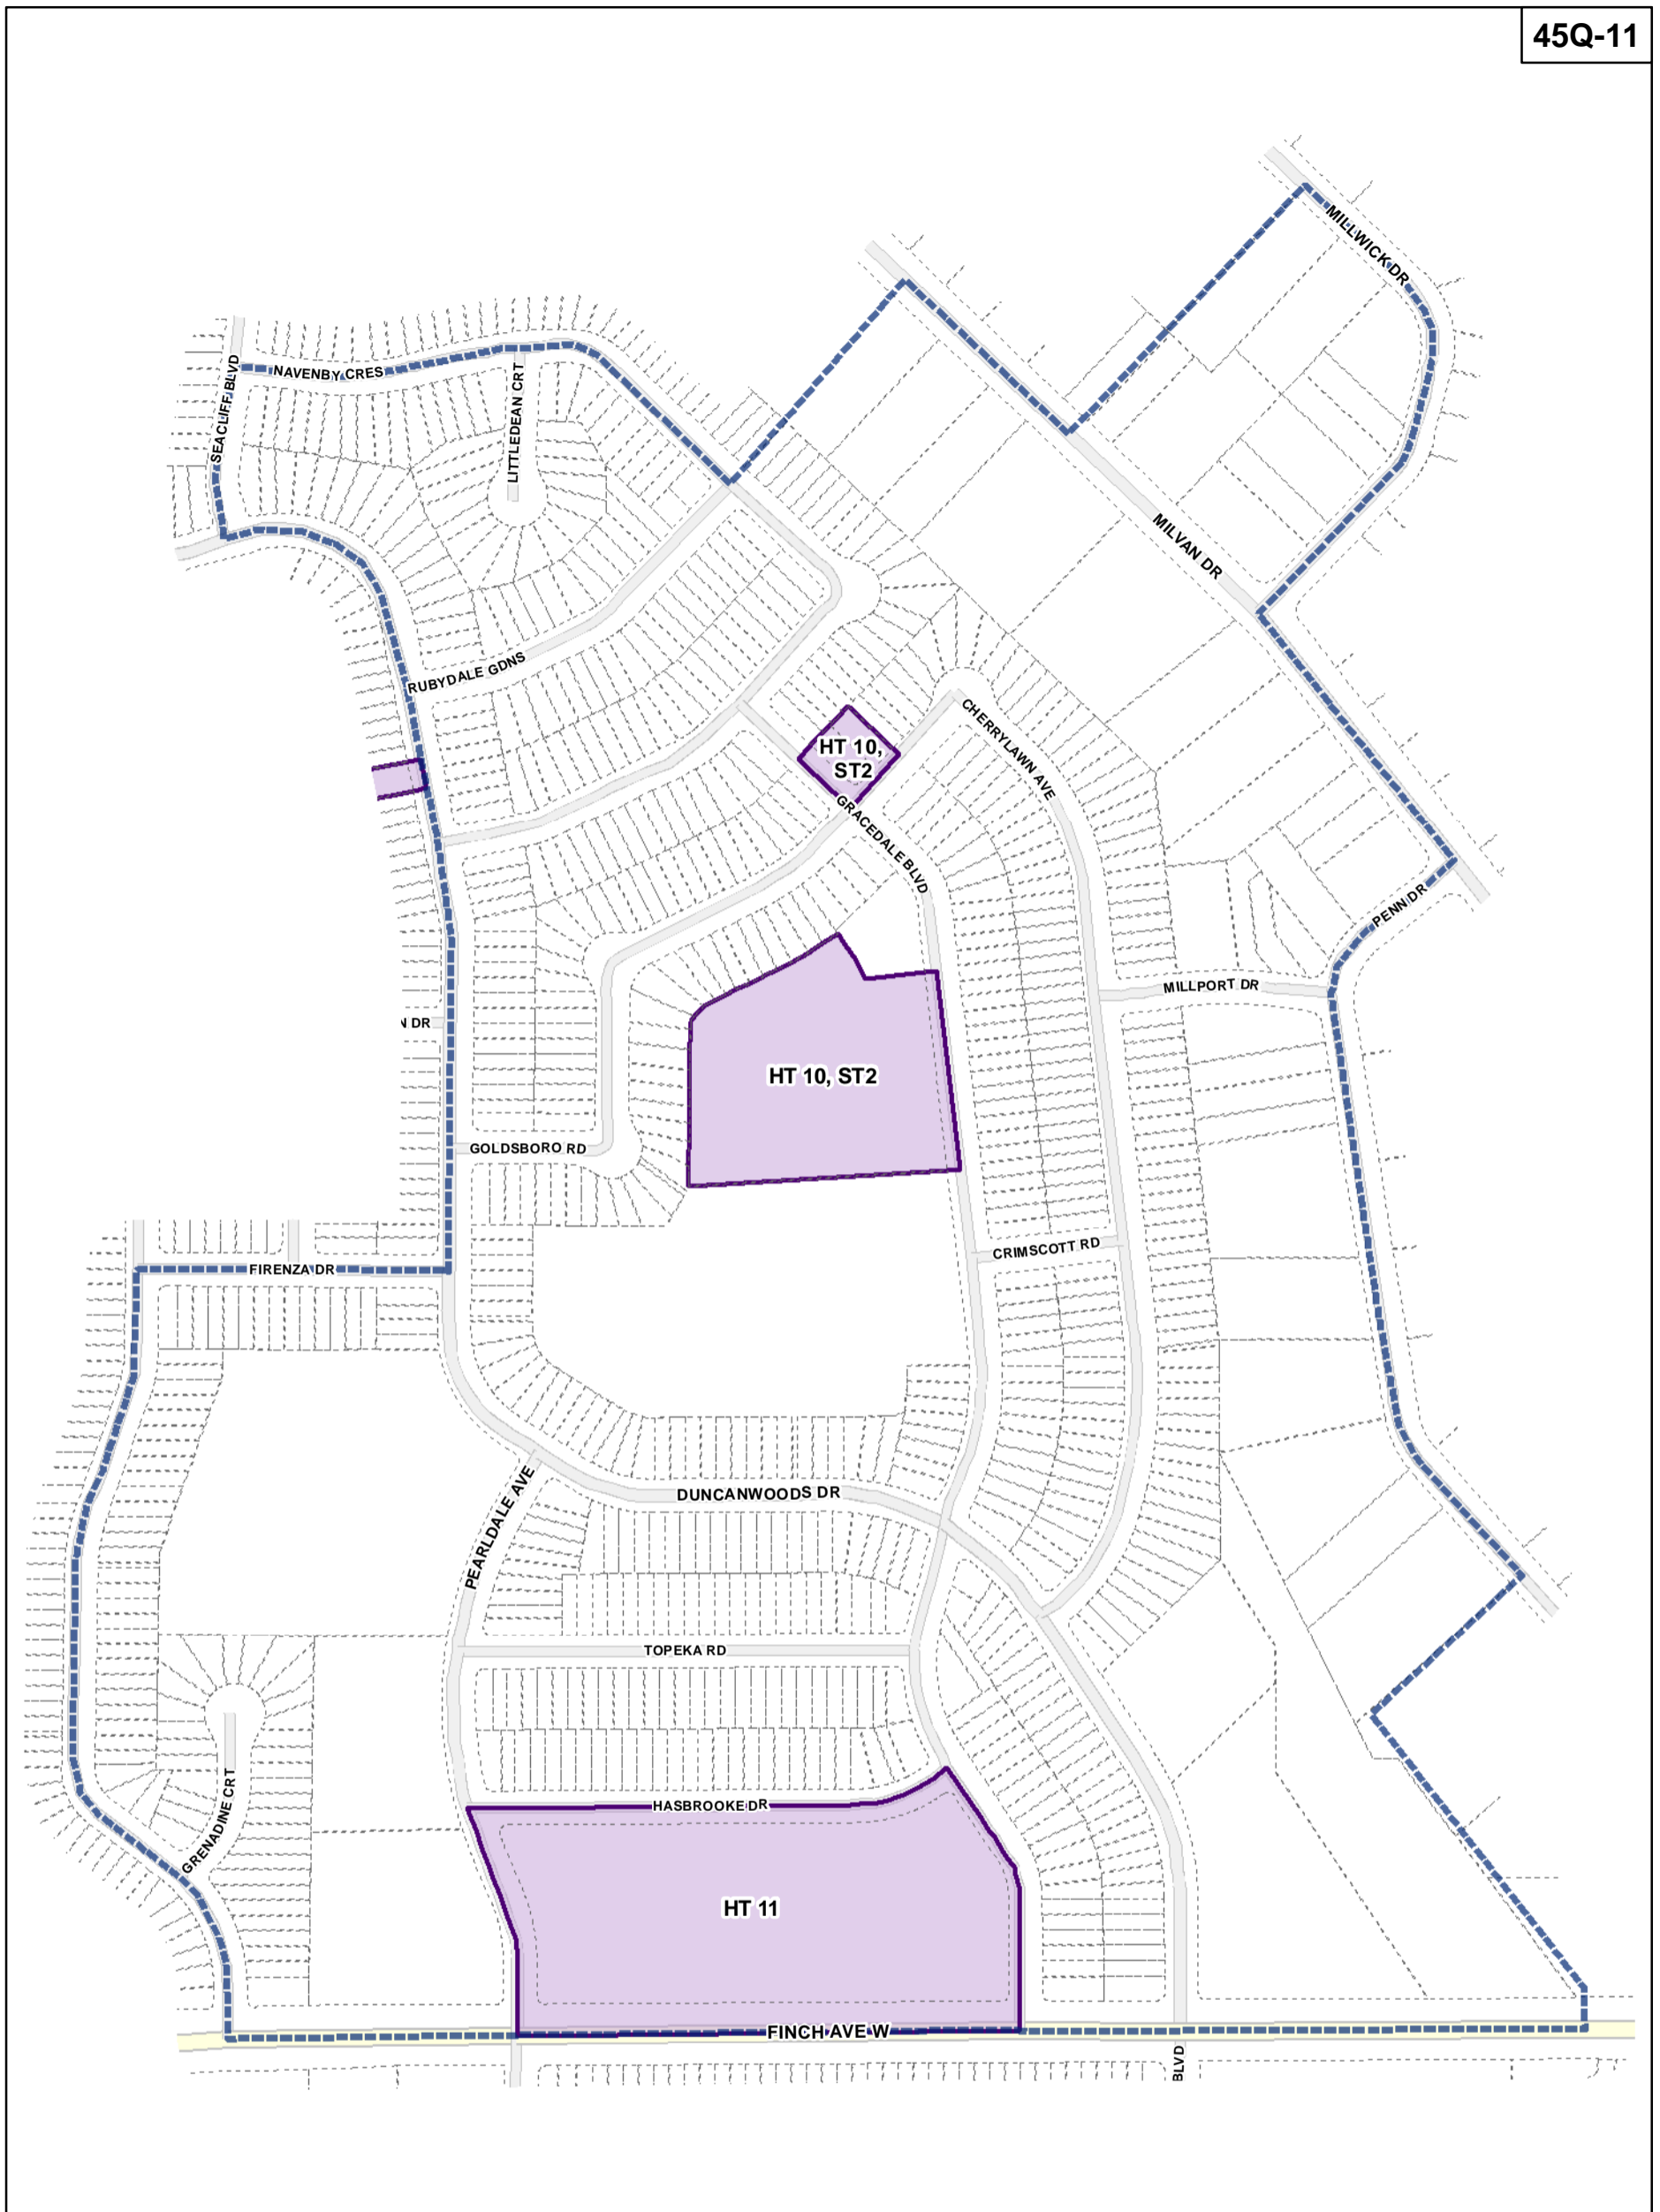 45Q-11
MILLWICK DR
SEACLIFF BLVD
NAVENBY CRES
LITTLEDEAN CRT
MILVAN DR
RUBYDALE GDNS
CHERRYLAWN AVE
HT 10,
ST2
GRACEDALE BLVD
PENN DR
MILLPORT DR
N DR
HT 10, ST2
GOLDSBORO RD
CRIMSCOTT RD
FIRENZA DR
PEARLDALE AVE
DUNCANWOODS DR
TOPEKA RD
GRENADINE CRT
HASBROOKE DR
HT 11
FINCH AVE W
BLVD